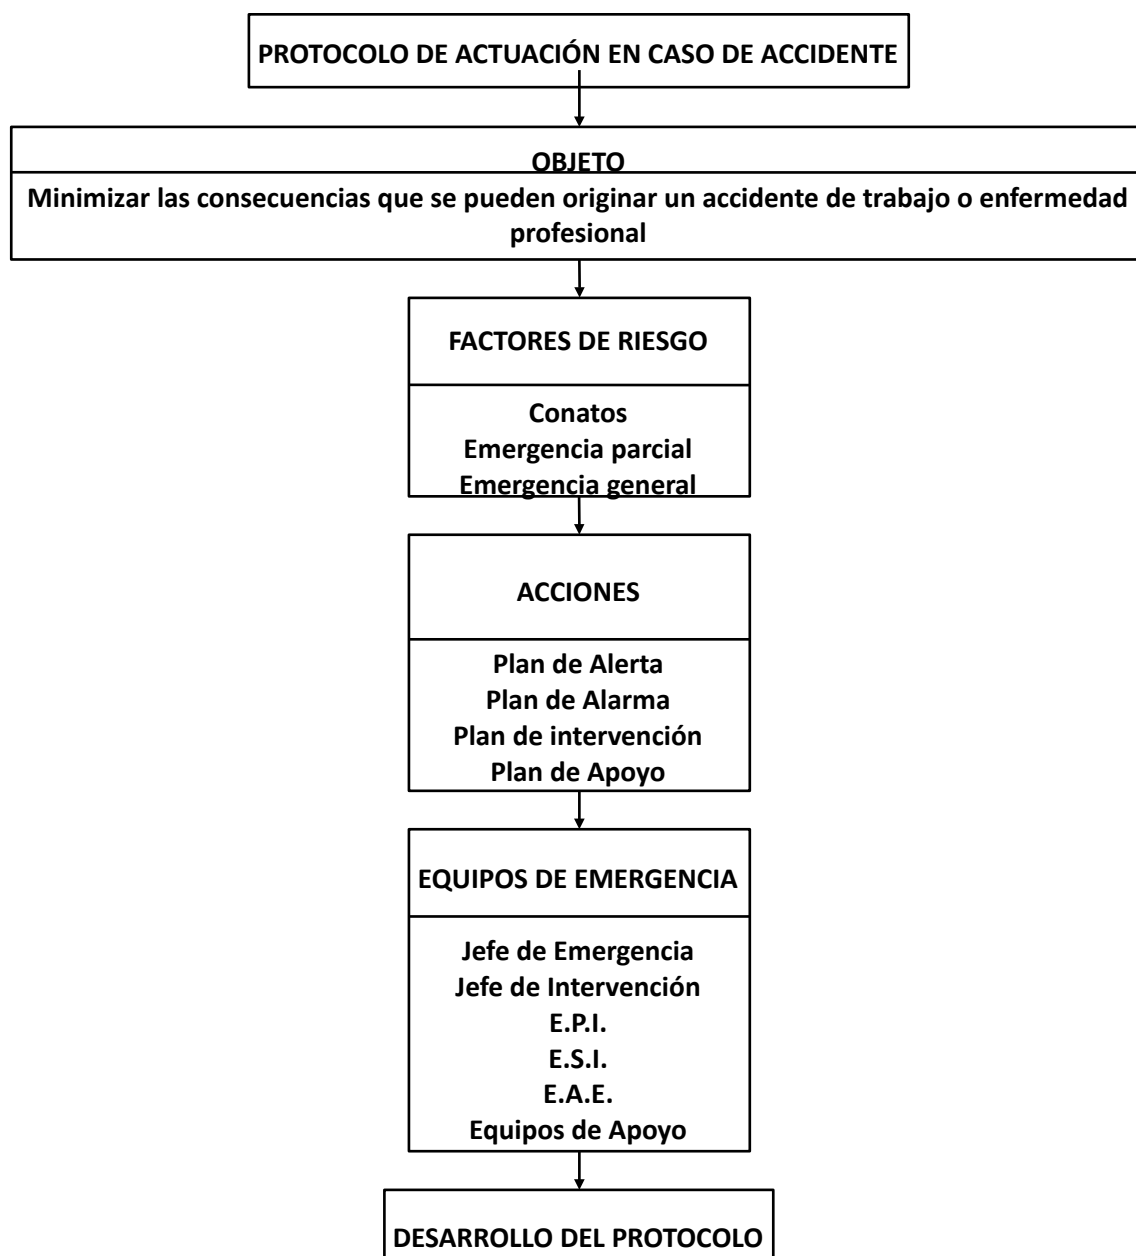 PROTOCOLO DE ACTUACIÓN EN CASO DE ACCIDENTE
OBJETO
Minimizar las consecuencias que se pueden originar un accidente de trabajo o enfermedad
profesional
FACTORES DE RIESGO
Conatos
Emergencia parcial
Emergencia general
ACCIONES
Plan de Alerta
Plan de Alarma
Plan de intervención
Plan de Apoyo
EQUIPOS DE EMERGENCIA
Jefe de Emergencia
Jefe de Intervención
E.P.I.
E.S.I.
E.A.E.
Equipos de Apoyo
DESARROLLO DEL PROTOCOLO